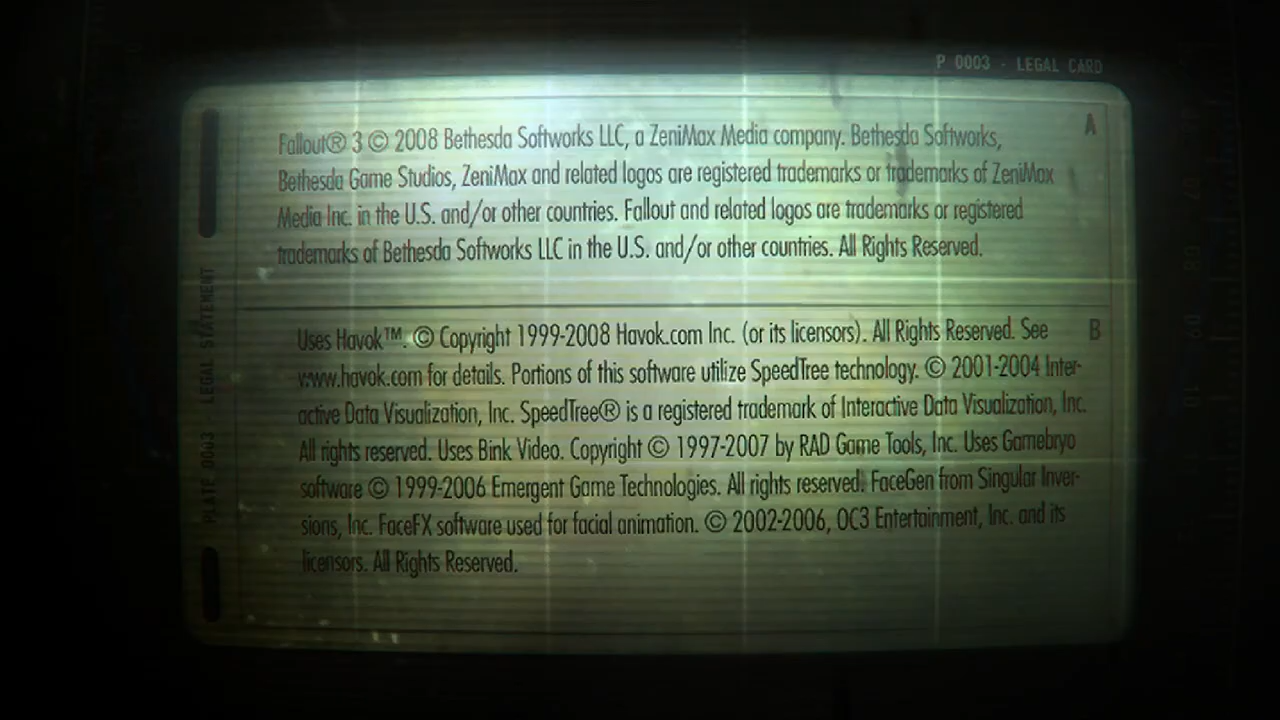 P 0003 - LEGAL CARD
A
Fallout® 3 © 2008 Bethesda Softworks LLC, a ZeniMax Media company. Bethesda Softworks,
Bethesda Game Studios, ZeniMax and related logos are registered trademarks or trademarks of ZeniMax
Media Inc. in the U.S. and/or other countries. Fallout and related logos are trademarks or registered
trademarks of Bethesda Softworks LLC in the U.S. and/or other countries. All Rights Reserved.
B
Uses Havok™. © Copyright 1999-2008 Havok.com Inc. (or its licensors). All Rights Reserved. See
www.havok.com for details. Portions of this software utilize SpeedTree technology. © 2001-2004 Inter-
active Data Visualization, Inc. SpeedTree® is a registered trademark of Interactive Data Visualization, Inc.
All rights reserved. Uses Bink Video. Copyright © 1997-2007 by RAD Game Tools, Inc. Uses Gamebryo
software © 1999-2006 Emergent Game Technologies. All rights reserved. FaceGen from Singular Inver-
sions, Inc. FaceFX software used for facial animation. © 2002-2006, OC3 Entertainment, Inc. and its
licensors. All Rights Reserved.
PLATE 0003 - LEGAL STATEMENT